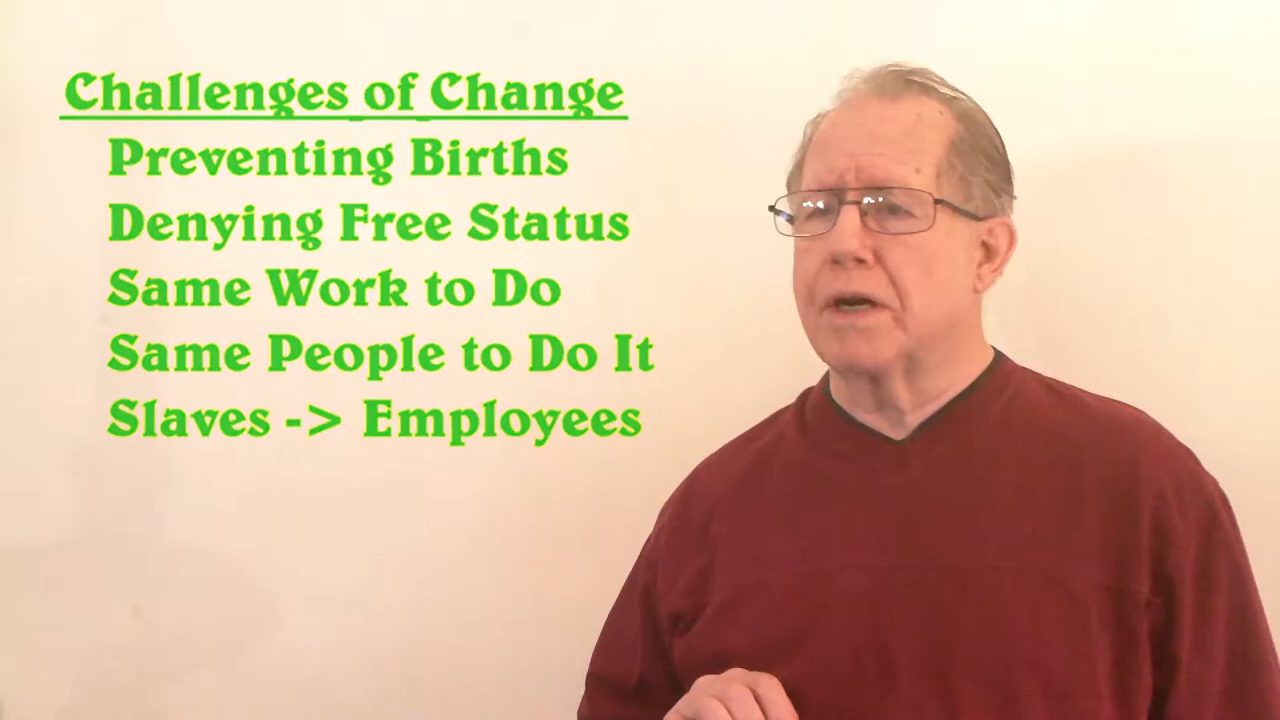 Challenges of Change
Preventing Births
Denying Free Status
Same Work to Do
Same People to Do It
Slaves -> Employees